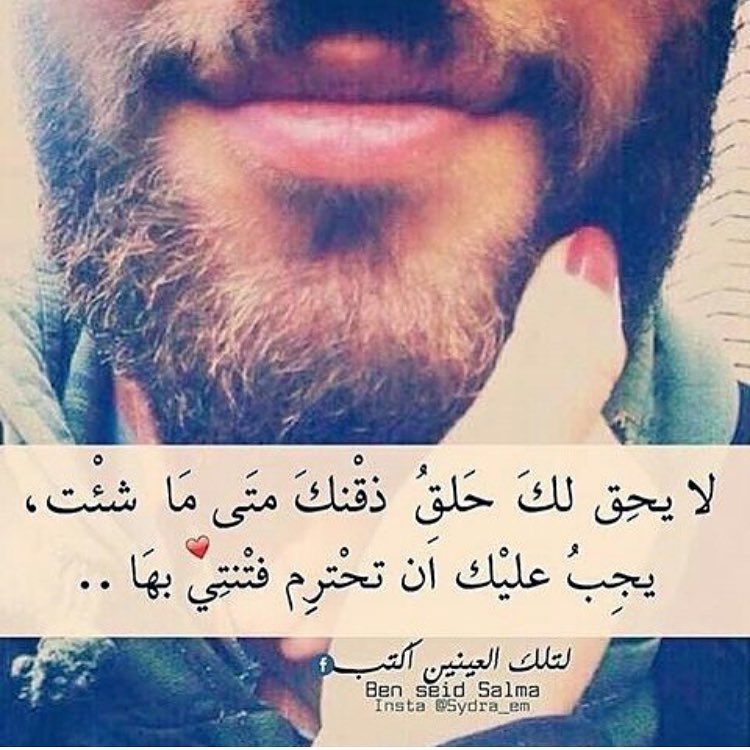 لا يحِق لكَ حَلقِ ُ ذقْنكَ متَى مَا شئْت،
يجِبُ عليْك ان تحْترِم فتْنتِي بهَا ..
لتلك العينين أكتب
Ben seid Salma
Insta @Sydra_em